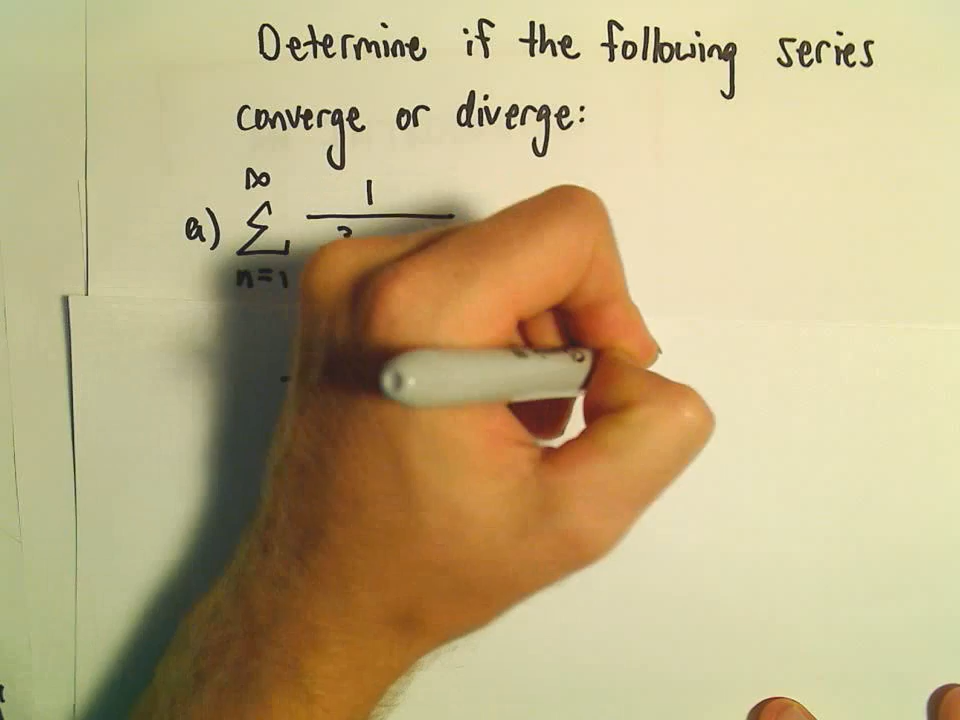 Determine if the following series
converge or diverge:
∞
1
a) Σ
n=1